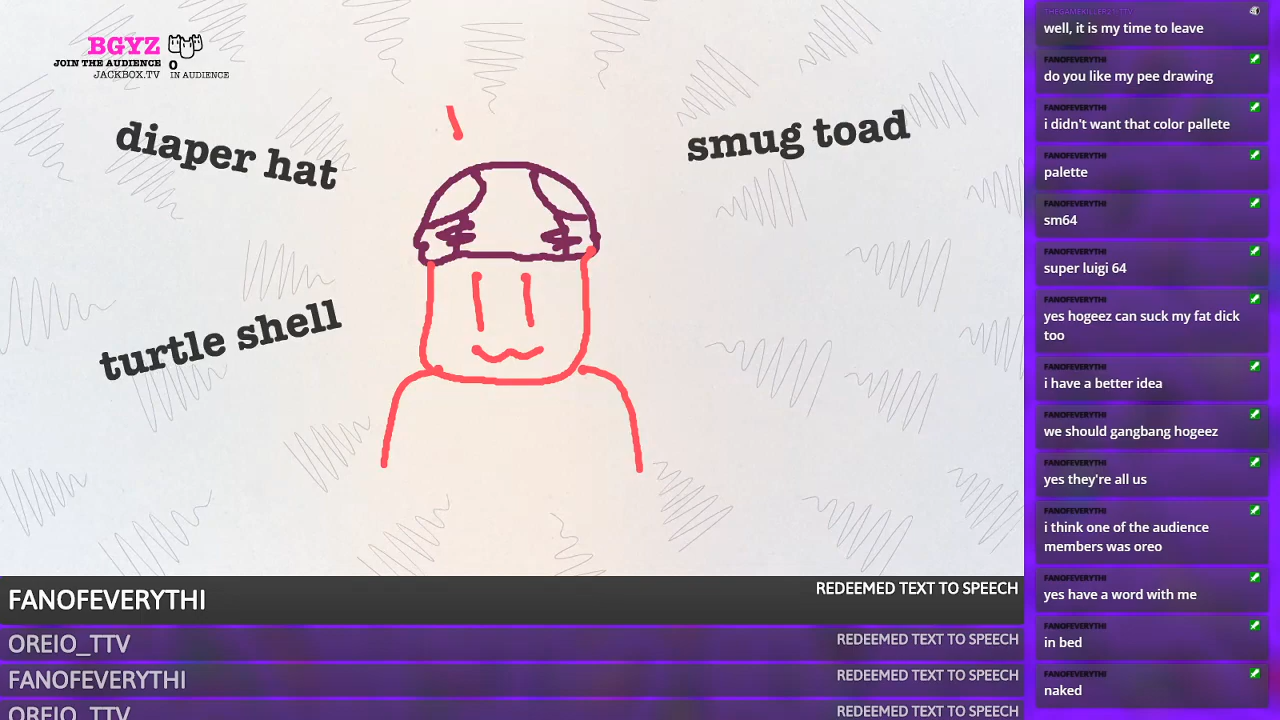 BGYZ
JOIN THE AUDIENCE
JACKBOX.TV
0
IN AUDIENCE
diaper hat
smug toad
turtle shell
FANOFEVERYTHI
REDEEMED TEXT TO SPEECH
OREIO_TTV
REDEEMED TEXT TO SPEECH
FANOFEVERYTHI
REDEEMED TEXT TO SPEECH
OREIO_TTV
REDEEMED TEXT TO SPEECH
well, it is my time to leave
FANOFEVERYTHI
do you like my pee drawing
FANOFEVERYTHI
i didn't want that color pallete
FANOFEVERYTHI
palette
FANOFEVERYTHI
sm64
FANOFEVERYTHI
super luigi 64
FANOFEVERYTHI
yes hogeez can suck my fat dick
too
FANOFEVERYTHI
i have a better idea
FANOFEVERYTHI
we should gangbang hogeez
FANOFEVERYTHI
yes they're all us
FANOFEVERYTHI
i think one of the audience
members was oreo
FANOFEVERYTHI
yes have a word with me
FANOFEVERYTHI
in bed
FANOFEVERYTHI
naked